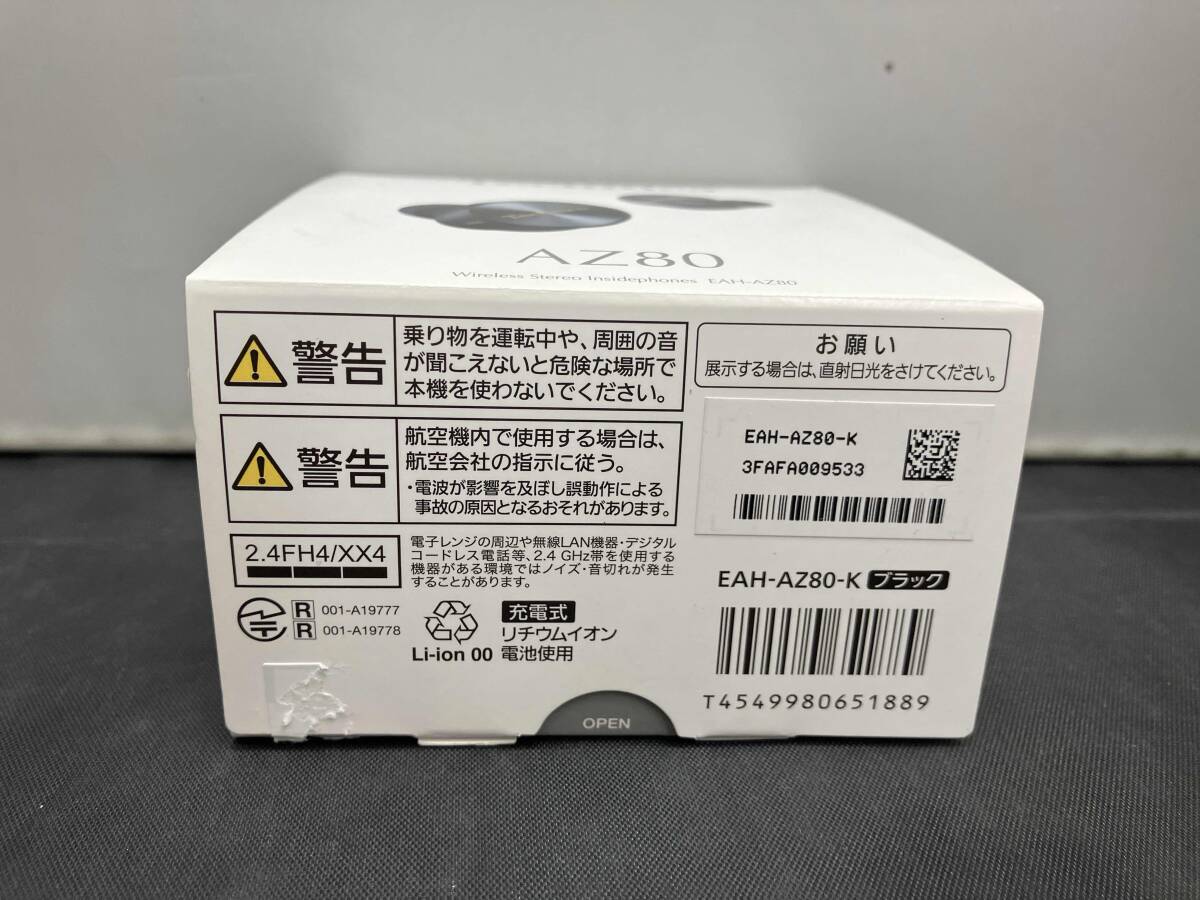 AZ80
Wireless Stereo Insidephones EAH-AZ80
警告
乗り物を運転中や、周囲の音
が聞こえないと危険な場所で
本機を使わないでください。
警告
航空機内で使用する場合は、
航空会社の指示に従う。
・電波が影響を及ぼし誤動作による
事故の原因となるおそれがあります。
2.4FH4/XX4
電子レンジの周辺や無線LAN機器・デジタル
コードレス電話等、2.4 GHz帯を使用する
機器がある環境ではノイズ・音切れが発生
することがあります。
R 001-A19777
R 001-A19778
Li-ion 00
充電式
リチウムイオン
電池使用
お願い
展示する場合は、直射日光をさけてください。
EAH-AZ80-K
3FAFA009533
EAH-AZ80-K ブラック
T4549980651889
OPEN